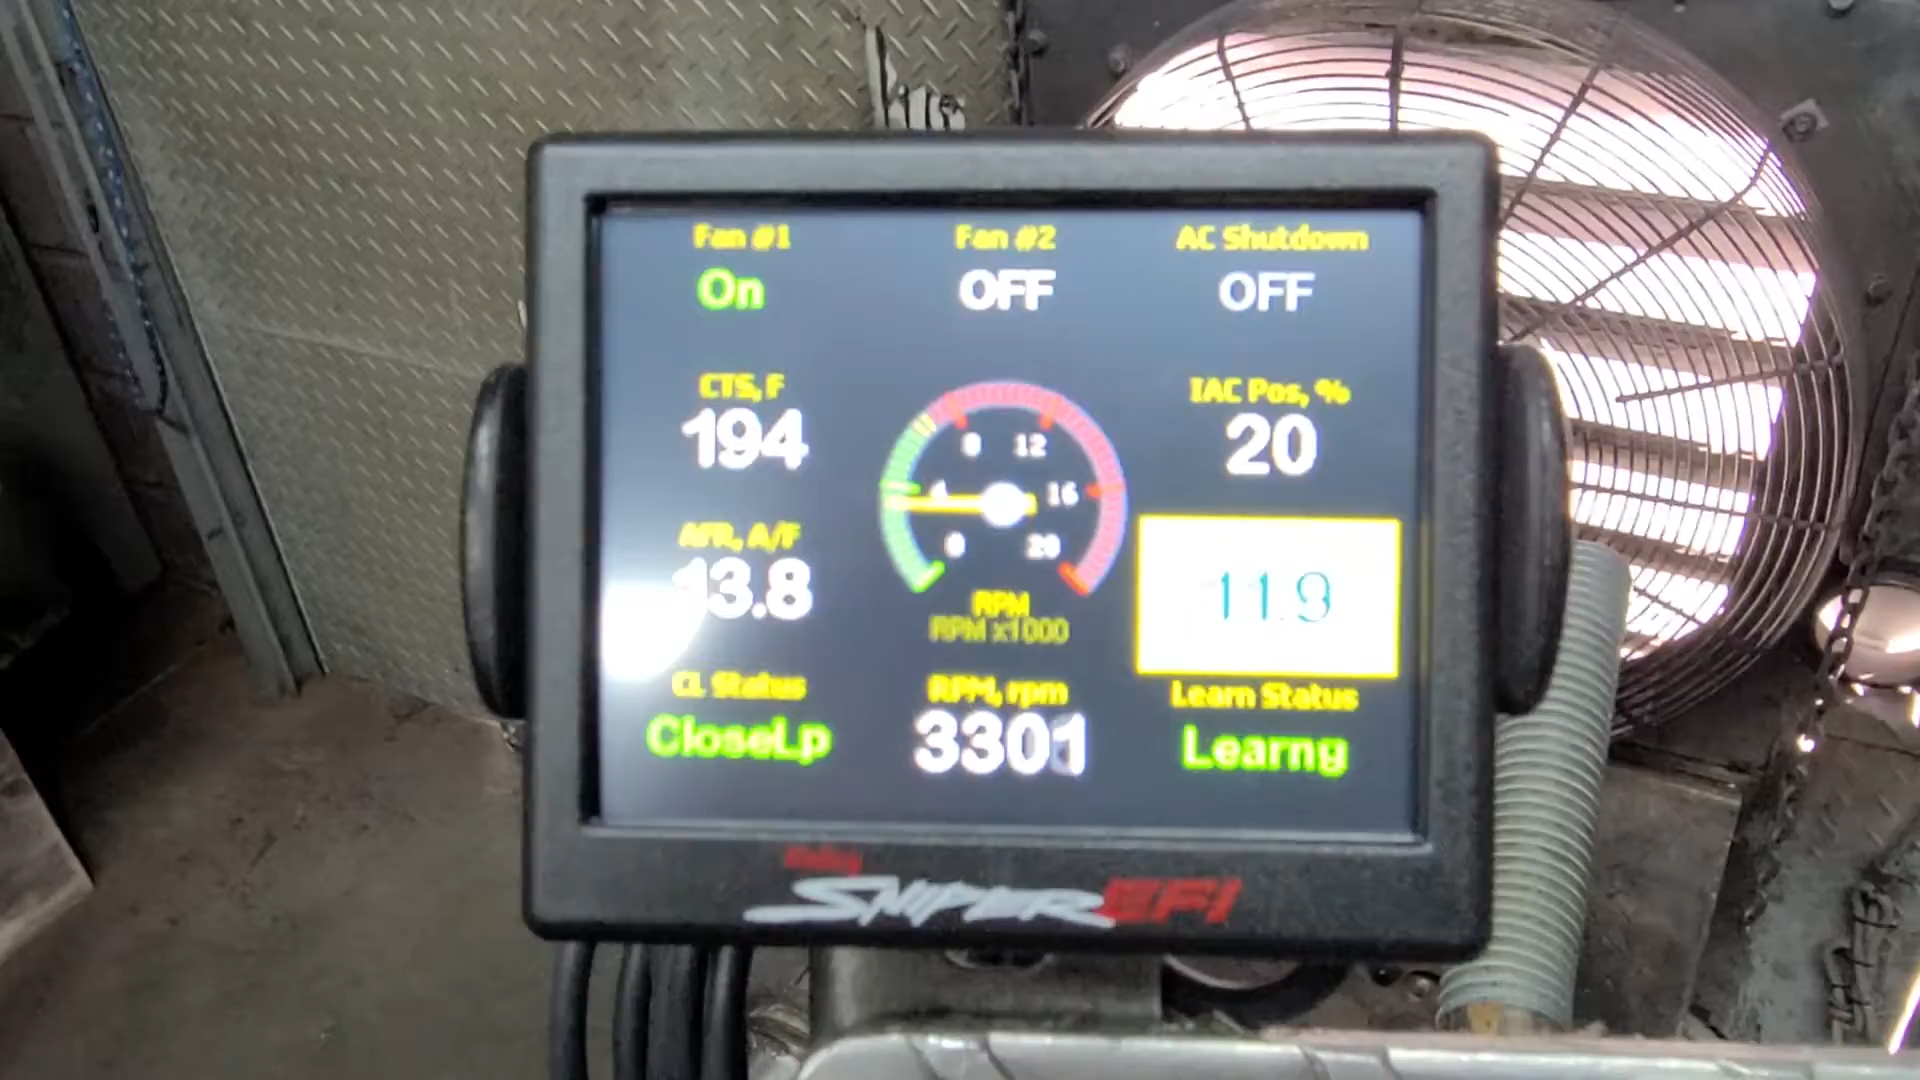 Fan #1 Fan #2 AC Shutdown
On OFF OFF
CTS, F IAC Pos, %
194 20
8 12
4 16
0 20
AFR, A/F
13.8 11.9
RPM
RPM x1000
CL Status RPM, rpm Learn Status
CloseLp 3301 Learng
Holley
SNIPER EFI